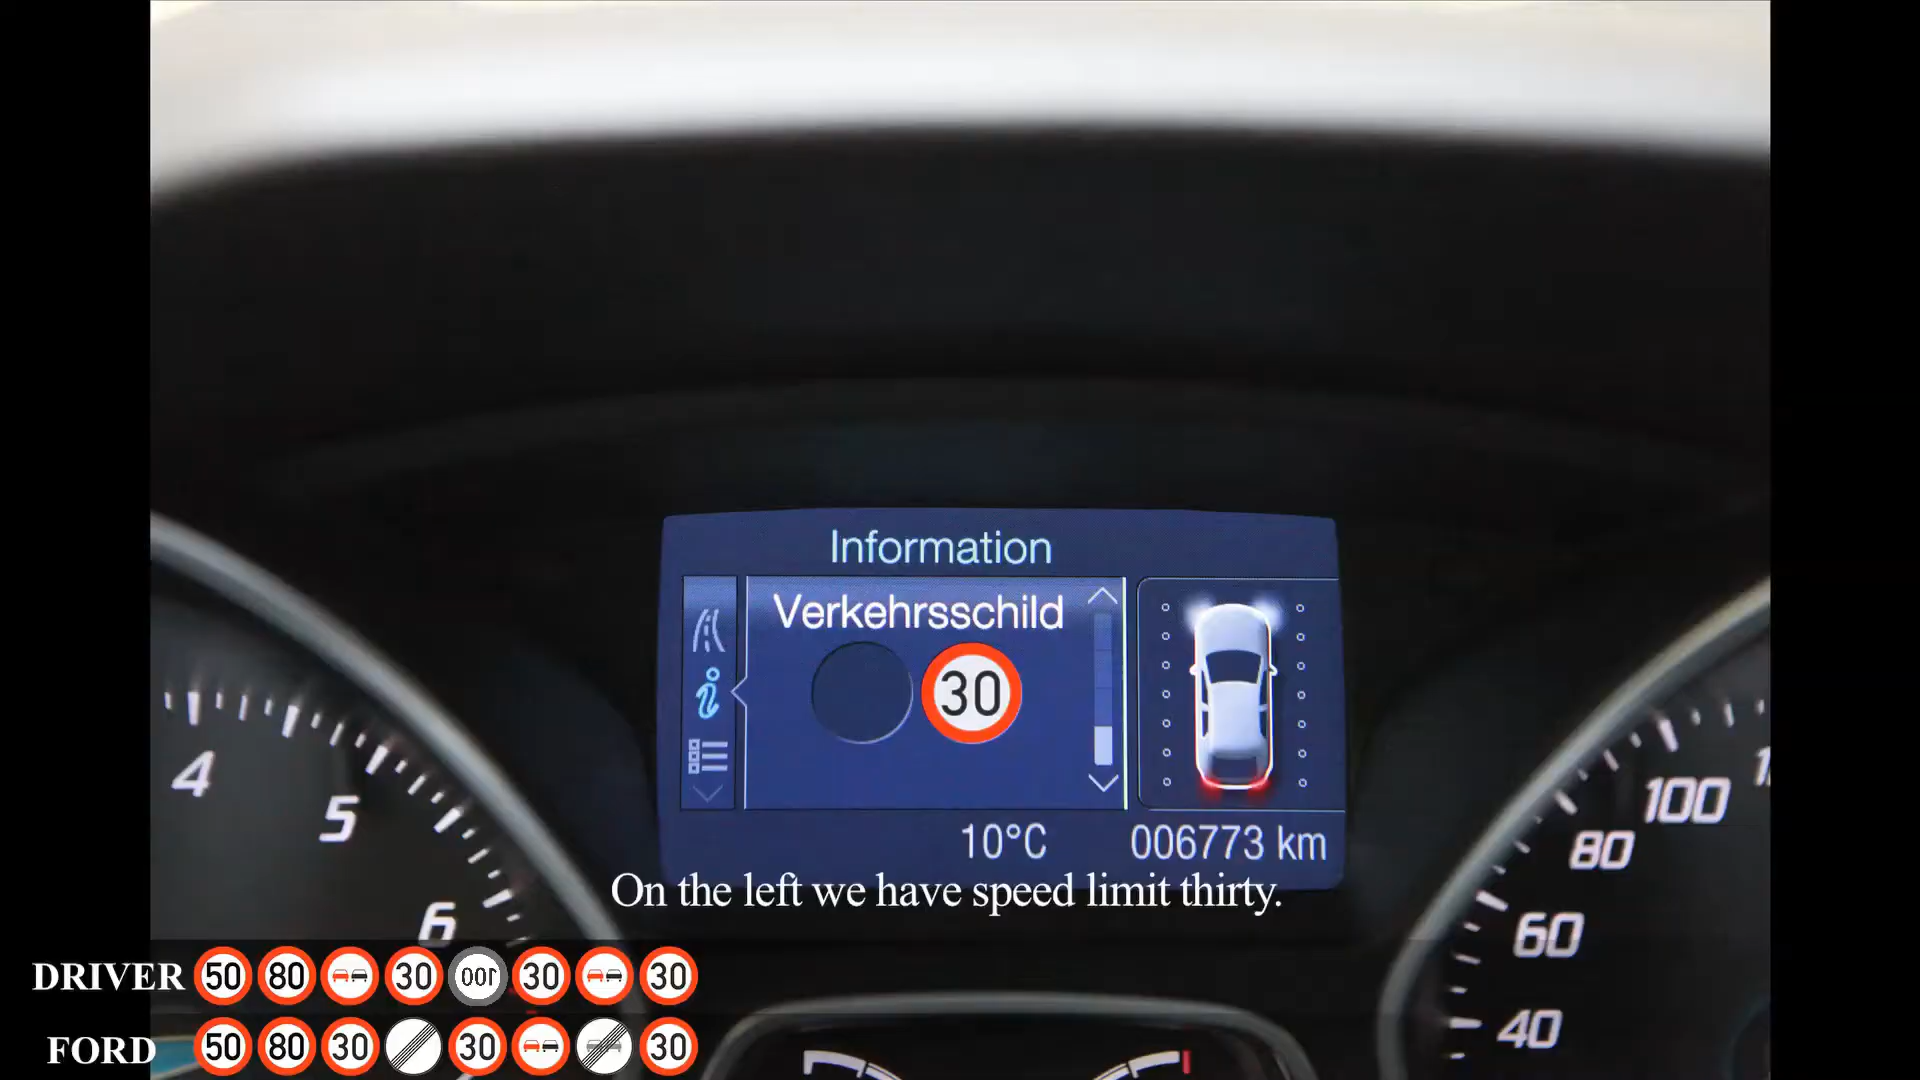 Information
Verkehrsschild
30
10°C
006773 km
4
5
6
100
80
60
40
On the left we have speed limit thirty.
DRIVER 50 80 30 001 30 30
FORD 50 80 30 30 30